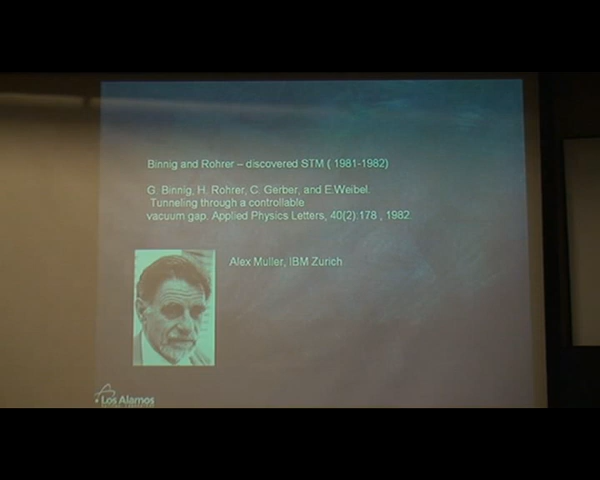 Binnig and Rohrer – discovered STM ( 1981-1982)
G. Binnig, H. Rohrer, C. Gerber, and E.Weibel.
Tunneling through a controllable
vacuum gap. Applied Physics Letters, 40(2):178 , 1982.
Alex Muller, IBM Zurich
Los Alamos